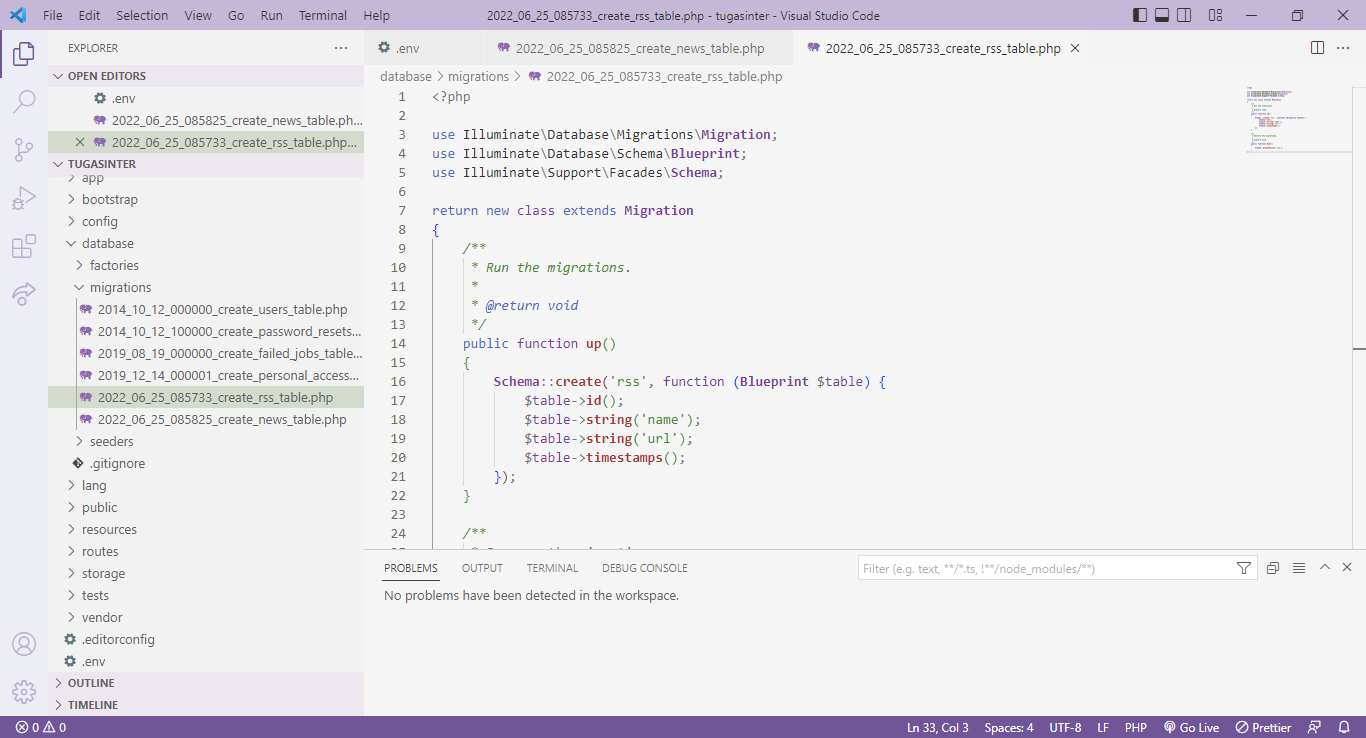 File Edit Selection View Go Run Terminal Help 2022_06_25_085733_create_rss_table.php - tugasinter - Visual Studio Code
EXPLORER
OPEN EDITORS
.env
2022_06_25_085825_create_news_table.ph...
2022_06_25_085733_create_rss_table.php...
TUGASINTER
app
bootstrap
config
database
factories
migrations
2014_10_12_000000_create_users_table.php
2014_10_12_100000_create_password_resets...
2019_08_19_000000_create_failed_jobs_table...
2019_12_14_000001_create_personal_access...
2022_06_25_085733_create_rss_table.php
2022_06_25_085825_create_news_table.php
seeders
.gitignore
lang
public
resources
routes
storage
tests
vendor
.editorconfig
.env
OUTLINE
TIMELINE
.env 2022_06_25_085825_create_news_table.php 2022_06_25_085733_create_rss_table.php
database > migrations > 2022_06_25_085733_create_rss_table.php
1 <?php
2
3 use Illuminate\Database\Migrations\Migration;
4 use Illuminate\Database\Schema\Blueprint;
5 use Illuminate\Support\Facades\Schema;
6
7 return new class extends Migration
8 {
9 /**
10 * Run the migrations.
11 *
12 * @return void
13 */
14 public function up()
15 {
16 Schema::create('rss', function (Blueprint $table) {
17 $table->id();
18 $table->string('name');
19 $table->string('url');
20 $table->timestamps();
21 });
22 }
23
24 /**
PROBLEMS OUTPUT TERMINAL DEBUG CONSOLE Filter (e.g. text, **/*.ts, !**/node_modules/**)
No problems have been detected in the workspace.
0 0 Ln 33, Col 3 Spaces: 4 UTF-8 LF PHP Go Live Prettier